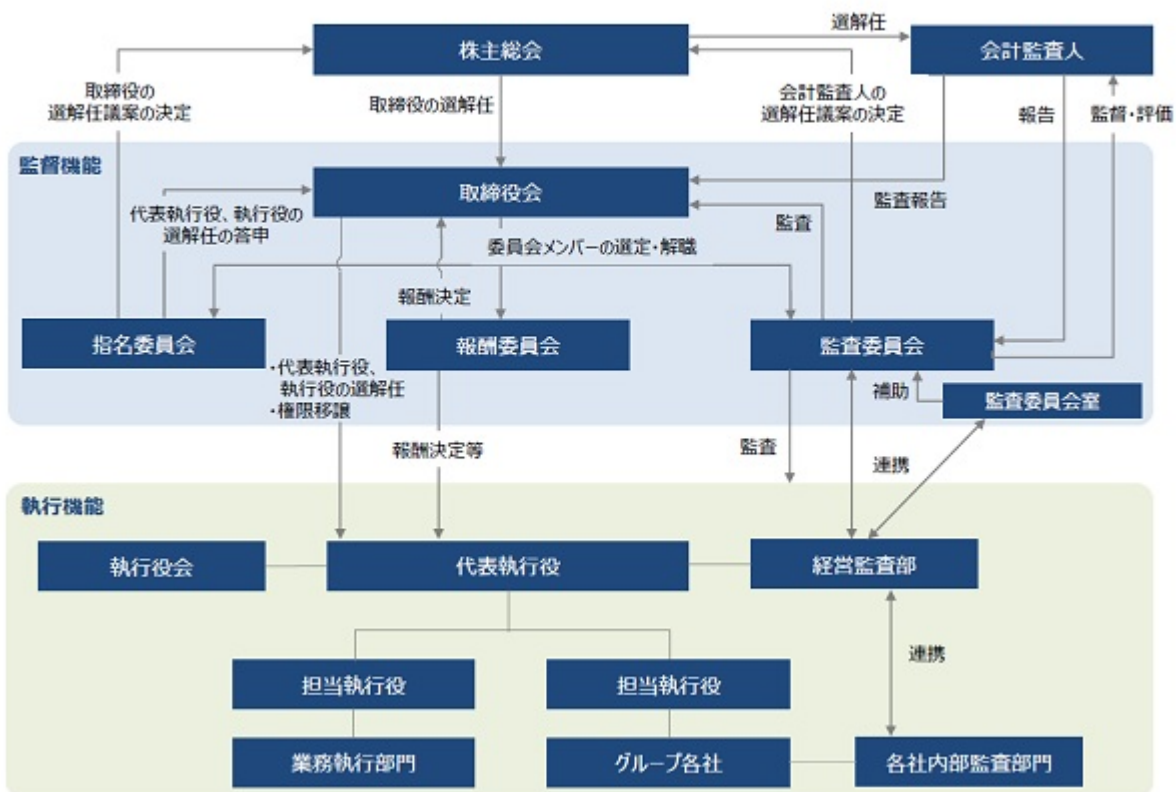 選解任
株主総会
会計監査人
取締役の
選解任議案の決定
取締役の選解任
会計監査人の
選解任議案の決定
報告
監督・評価
監督機能
取締役会
監査報告
代表執行役、執行役の
選解任の答申
監査
委員会メンバーの選定・解職
報酬決定
指名委員会
報酬委員会
監査委員会
・代表執行役、
執行役の選解任
・権限移譲
補助
監査委員会室
報酬決定等
監査
連携
執行機能
執行役会
代表執行役
経営監査部
連携
担当執行役
担当執行役
業務執行部門
グループ各社
各社内部監査部門